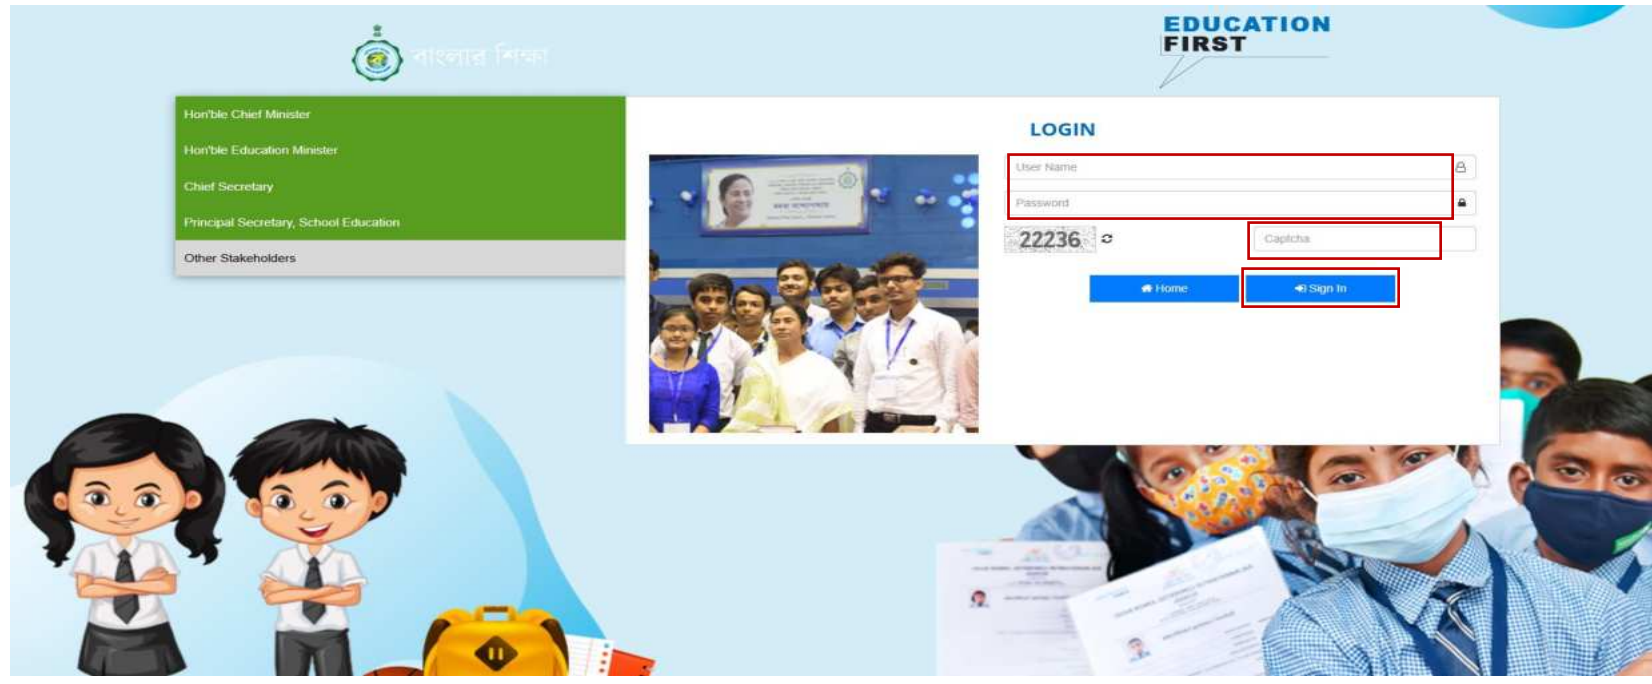 বাংলার শিক্ষা
EDUCATION
FIRST
Hon'ble Chief Minister
Hon'ble Education Minister
Chief Secretary
Principal Secretary, School Education
Other Stakeholders
LOGIN
User Name
Password
22236
Captcha
Home
Sign In